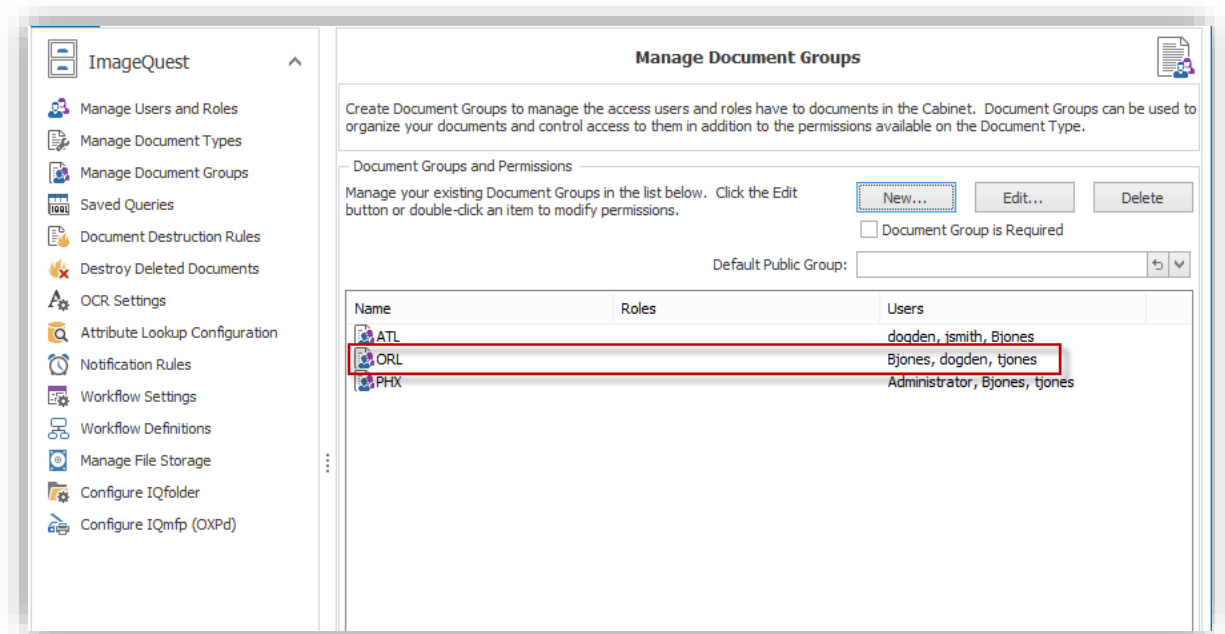 ImageQuest
Manage Users and Roles
Manage Document Types
Manage Document Groups
Saved Queries
Document Destruction Rules
Destroy Deleted Documents
OCR Settings
Attribute Lookup Configuration
Notification Rules
Workflow Settings
Workflow Definitions
Manage File Storage
Configure IQfolder
Configure IQmfp (OXPd)
Manage Document Groups
Create Document Groups to manage the access users and roles have to documents in the Cabinet. Document Groups can be used to
organize your documents and control access to them in addition to the permissions available on the Document Type.
Document Groups and Permissions
Manage your existing Document Groups in the list below. Click the Edit
button or double-click an item to modify permissions.
New... Edit... Delete
Document Group is Required
Default Public Group:
Name Roles Users
ATL dogden, jsmith, Bjones
ORL Bjones, dogden, tjones
PHX Administrator, Bjones, tjones